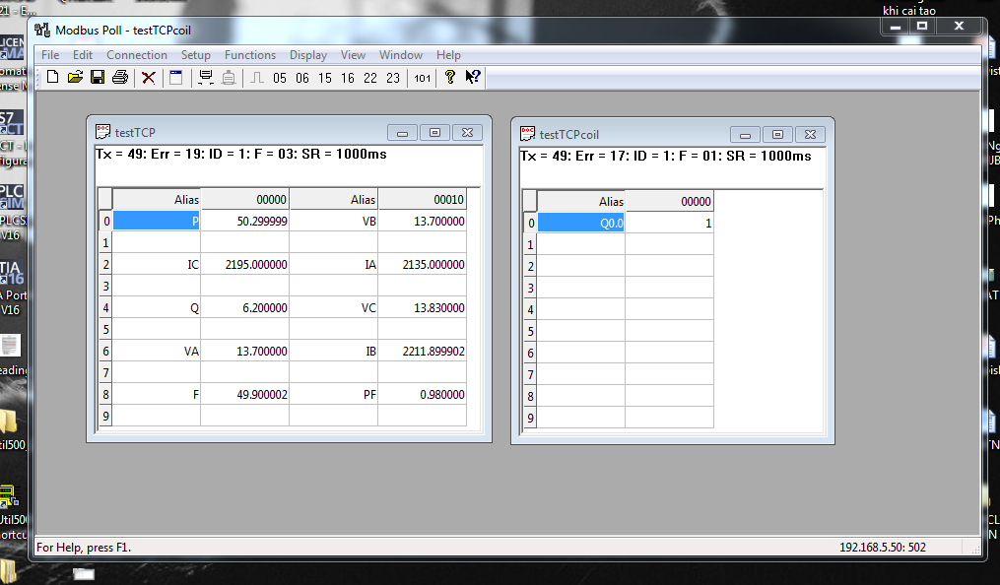 khi cai tao
Modbus Poll - testTCPcoil
File Edit Connection Setup Functions Display View Window Help
05 06 15 16 22 23 101
testTCP
Tx = 49: Err = 19: ID = 1: F = 03: SR = 1000ms
Alias 00000 Alias 00010
0 P 50.299999 VB 13.700000
1
2 IC 2195.000000 IA 2135.000000
3
4 Q 6.200000 VC 13.830000
5
6 VA 13.700000 IB 2211.899902
7
8 F 49.900002 PF 0.980000
9
testTCPcoil
Tx = 49: Err = 17: ID = 1: F = 01: SR = 1000ms
Alias 00000
0 Q0.0 1
1
2
3
4
5
6
7
8
9
For Help, press F1.
192.168.5.50: 502
V16
V16